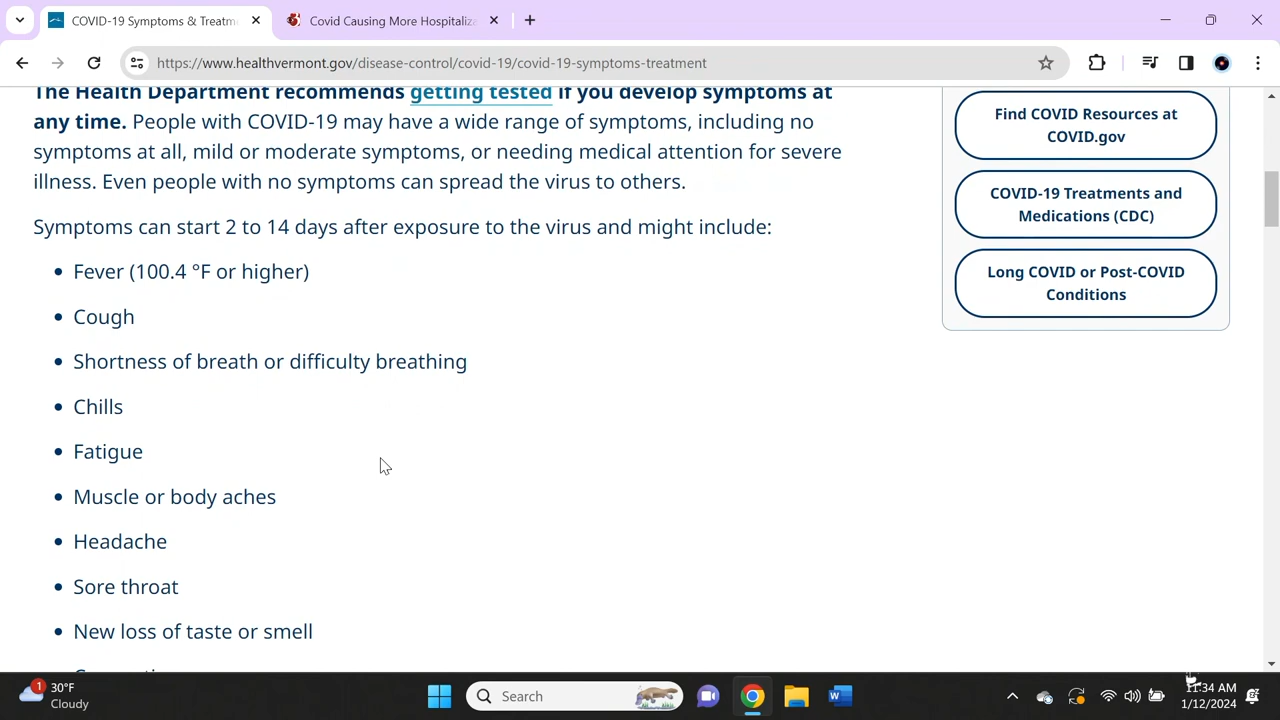 COVID-19 Symptoms & Treatm
Covid Causing More Hospitaliz
https://www.healthvermont.gov/disease-control/covid-19/covid-19-symptoms-treatment
The Health Department recommends getting tested if you develop symptoms at
any time. People with COVID-19 may have a wide range of symptoms, including no
symptoms at all, mild or moderate symptoms, or needing medical attention for severe
illness. Even people with no symptoms can spread the virus to others.
Symptoms can start 2 to 14 days after exposure to the virus and might include:
• Fever (100.4 °F or higher)
• Cough
• Shortness of breath or difficulty breathing
• Chills
• Fatigue
• Muscle or body aches
• Headache
• Sore throat
• New loss of taste or smell
Find COVID Resources at
COVID.gov
COVID-19 Treatments and
Medications (CDC)
Long COVID or Post-COVID
Conditions
1
30°F
Cloudy
Search
W
11:34 AM
1/12/2024